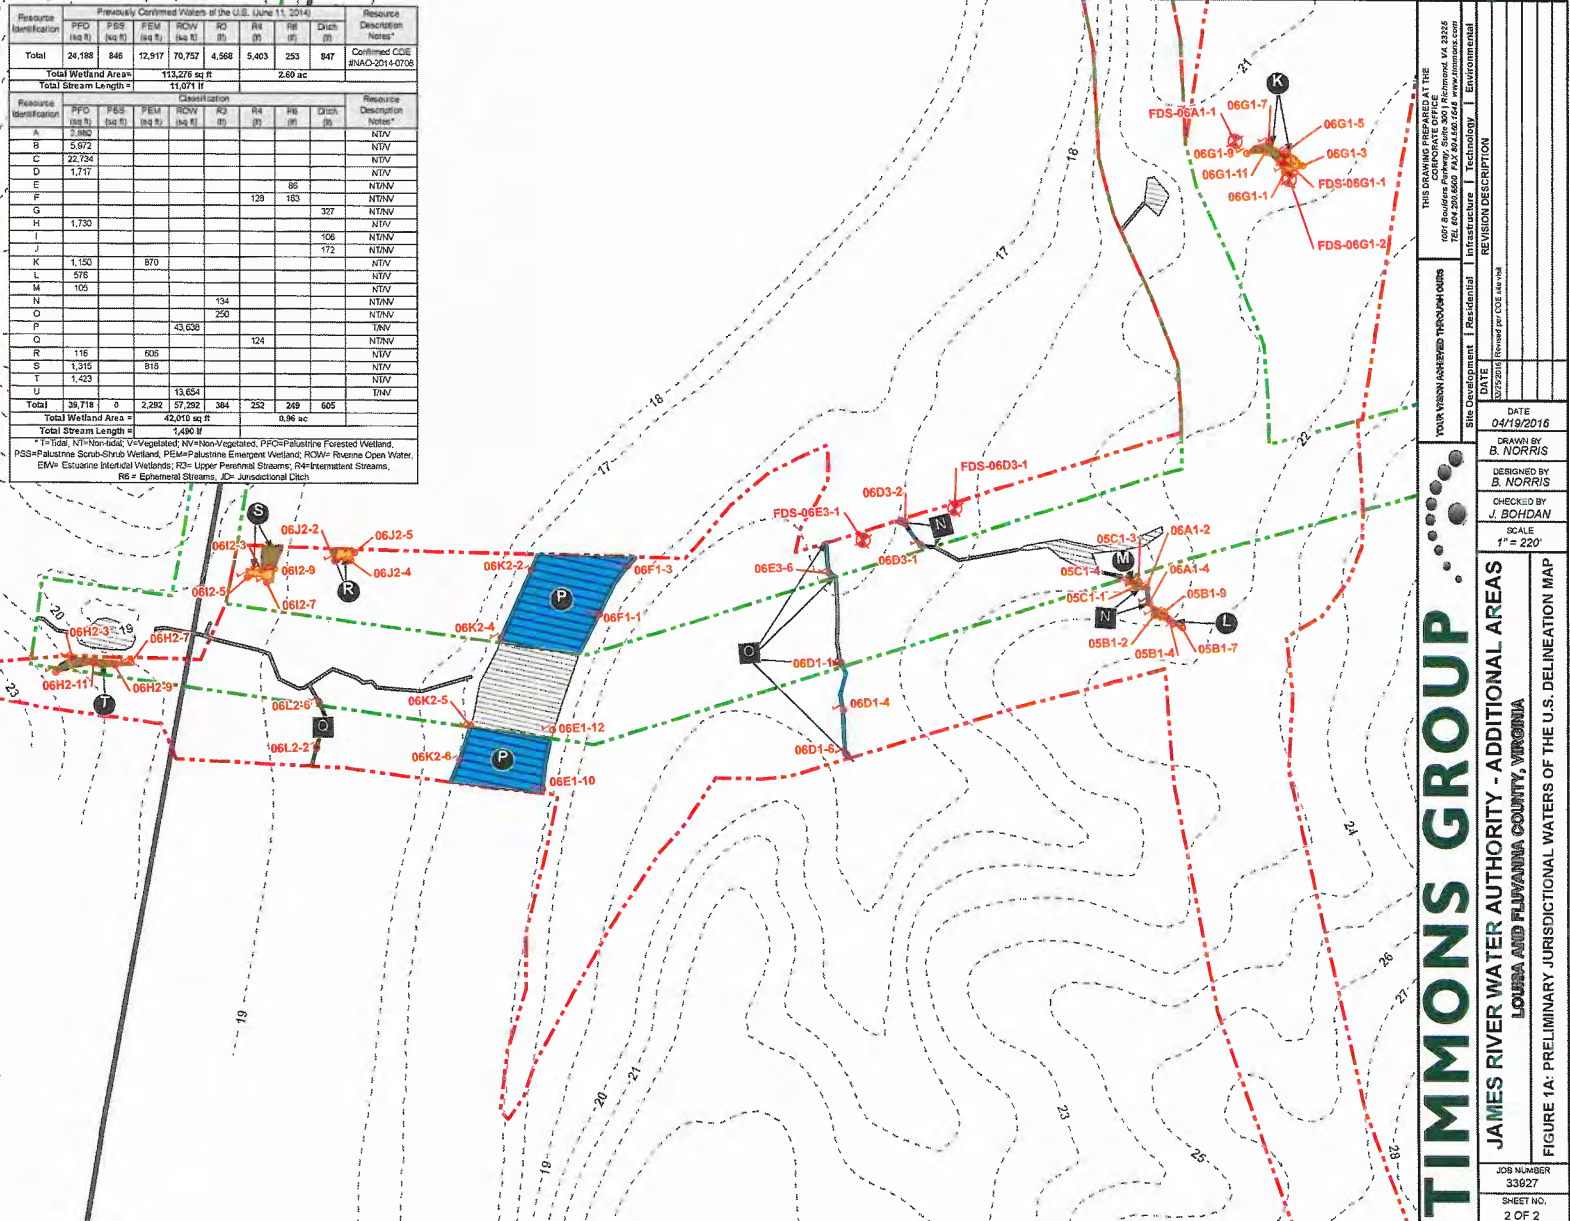 Previously Confirmed Waters of the U.S. (June 11, 2014)
Resource Identification PFO (sq ft) PSS (sq ft) PEM (sq ft) ROW (sq ft) R3 (lf) R4 (lf) R6 (lf) Ditch (lf) Resource Description Notes*
Total 24,188 846 12,917 70,757 4,568 5,403 253 847 Confirmed COE #NAO-2014-0708
Total Wetland Area= 113,276 sq ft 2.60 ac
Total Stream Length = 11,071 lf
Classification
Resource Identification PFO (sq ft) PSS (sq ft) PEM (sq ft) ROW (sq ft) R3 (lf) R4 (lf) R6 (lf) Ditch (lf) Resource Description Notes*
A 2,880 NT/V
B 5,972 NT/V
C 22,734 NT/V
D 1,717 NT/V
E 86 NT/NV
F 128 163 NT/NV
G 327 NT/NV
H 1,730 NT/V
I 106 NT/NV
J 172 NT/NV
K 1,150 870 NT/V
L 576 NT/V
M 105 NT/V
N 134 NT/NV
O 250 NT/NV
P 43,638 T/NV
Q 124 NT/NV
R 116 606 NT/V
S 1,315 816 NT/V
T 1,423 NT/V
U 13,654 T/NV
Total 39,718 0 2,292 57,292 384 252 249 605
Total Wetland Area = 42,010 sq ft 0.96 ac
Total Stream Length = 1,490 lf
* T=Tidal, NT=Non-tidal; V=Vegetated; NV=Non-Vegetated, PFO=Palustrine Forested Wetland,
PSS=Palustrine Scrub-Shrub Wetland, PEM=Palustrine Emergent Wetland; ROW= Riverine Open Water,
EIW= Estuarine Intertidal Wetlands; R3= Upper Perennial Streams; R4=Intermittent Streams,
R6 = Ephemeral Streams, JD= Jurisdictional Ditch
21
K
FDS-06A1-1
06G1-7
06G1-5
06G1-9
06G1-3
06G1-11
FDS-06G1-1
06G1-1
FDS-06G1-2
18
17
18
17
22
FDS-06D3-1
06D3-2
FDS-06E3-1
N
06D3-1
06E3-6
S
06J2-2
06J2-5
06I2-3
06I2-9
06J2-4
06I2-5
R
06I2-7
06K2-2
06F1-3
P
06F1-1
06K2-4
05C1-3
06A1-2
M
05C1-4
06A1-4
05C1-1
05B1-9
N
L
05B1-2
05B1-4
05B1-7
20
19
06H2-3
06H2-7
06H2-11
06H2-9
T
23
O
06D1-1
06D1-4
06D1-6
06L2-6
Q
06L2-2
06K2-5
06E1-12
06K2-6
P
06E1-10
24
26
27
19
21
20
19
23
25
28
THIS DRAWING PREPARED AT THE
CORPORATE OFFICE
1001 Boulders Parkway, Suite 300 | Richmond, VA 23225
TEL 804.200.6500 FAX 804.560.1648 www.timmons.com
YOUR VISION ACHIEVED THROUGH OURS
Site Development | Residential | Infrastructure | Technology | Environmental
REVISION DESCRIPTION
DATE
Revised per COE site visit
DATE
04/19/2016
DRAWN BY
B. NORRIS
DESIGNED BY
B. NORRIS
CHECKED BY
J. BOHDAN
SCALE
1" = 220'
TIMMONS GROUP
JAMES RIVER WATER AUTHORITY - ADDITIONAL AREAS
LOUISA AND FLUVANNA COUNTY, VIRGINIA
FIGURE 1A: PRELIMINARY JURISDICTIONAL WATERS OF THE U.S. DELINEATION MAP
JOB NUMBER
33927
SHEET NO.
2 OF 2